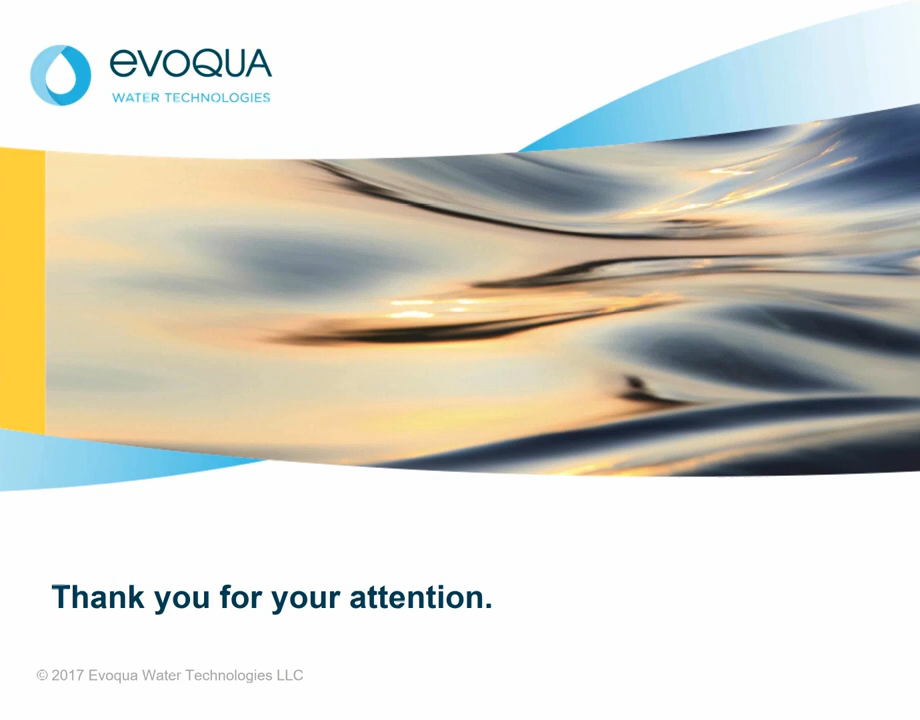 evoQUA
WATER TECHNOLOGIES
Thank you for your attention.
© 2017 Evoqua Water Technologies LLC